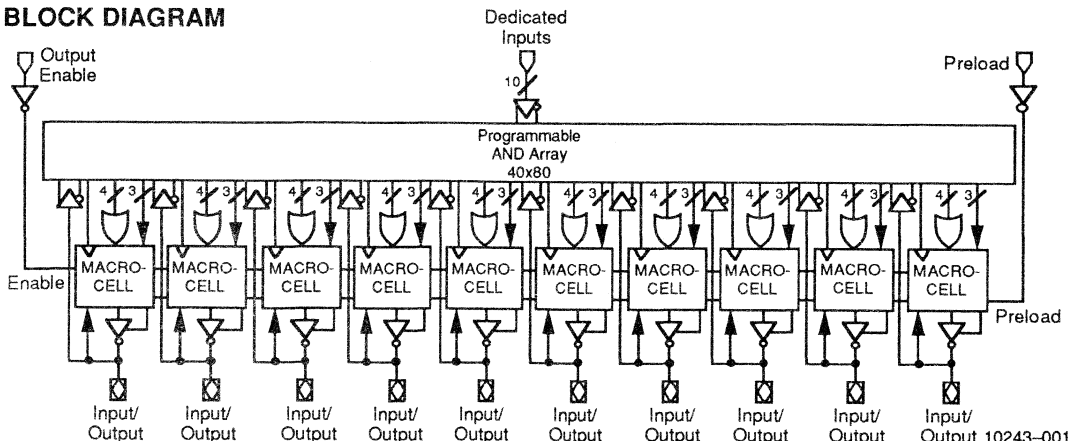 BLOCK DIAGRAM
Dedicated
Inputs
Output
Enable
Preload
10
Programmable
AND Array
40x80
4 3 4 3 4 3 4 3 4 3 4 3 4 3 4 3 4 3 4 3
MACRO- MACRO- MACRO- MACRO- MACRO- MACRO- MACRO- MACRO- MACRO- MACRO-
CELL CELL CELL CELL CELL CELL CELL CELL CELL CELL
Enable
Preload
Input/ Input/ Input/ Input/ Input/ Input/ Input/ Input/ Input/ Input/
Output Output Output Output Output Output Output Output Output Output 10243–001